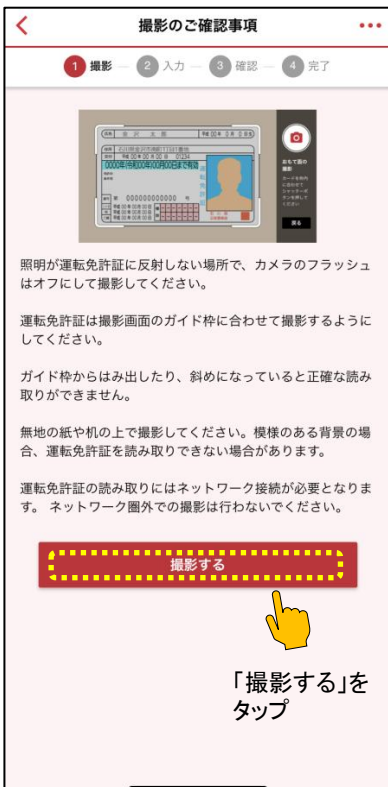 撮影のご確認事項
1 撮影 2 入力 3 確認 4 完了
おもて面の
撮影
戻る
照明が運転免許証に反射しない場所で、カメラのフラッシュ
はオフにして撮影してください。
運転免許証は撮影画面のガイド枠に合わせて撮影するように
してください。
ガイド枠からはみ出したり、斜めになっていると正確な読み
取りができません。
無地の紙や机の上で撮影してください。模様のある背景の場
合、運転免許証を読み取りできない場合があります。
運転免許証の読み取りにはネットワーク接続が必要となりま
す。 ネットワーク圏外での撮影は行わないでください。
撮影する
「撮影する」を
タップ